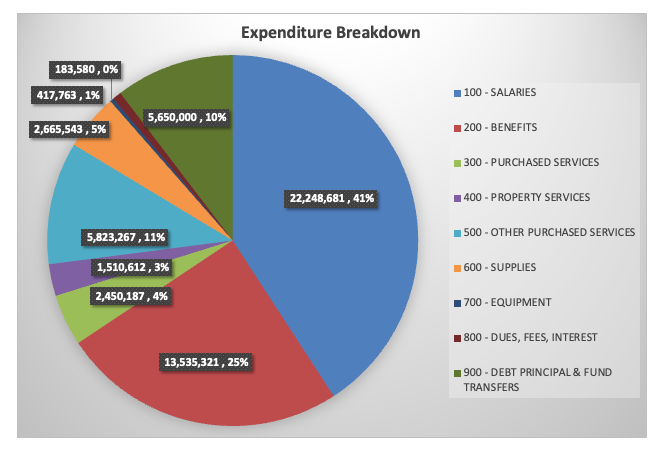 Expenditure Breakdown
183,580 , 0%
417,763 , 1%
2,665,543 , 5%
5,650,000 , 10%
22,248,681 , 41%
5,823,267 , 11%
1,510,612 , 3%
2,450,187 , 4%
13,535,321 , 25%
100 - SALARIES
200 - BENEFITS
300 - PURCHASED SERVICES
400 - PROPERTY SERVICES
500 - OTHER PURCHASED SERVICES
600 - SUPPLIES
700 - EQUIPMENT
800 - DUES, FEES, INTEREST
900 - DEBT PRINCIPAL & FUND
TRANSFERS